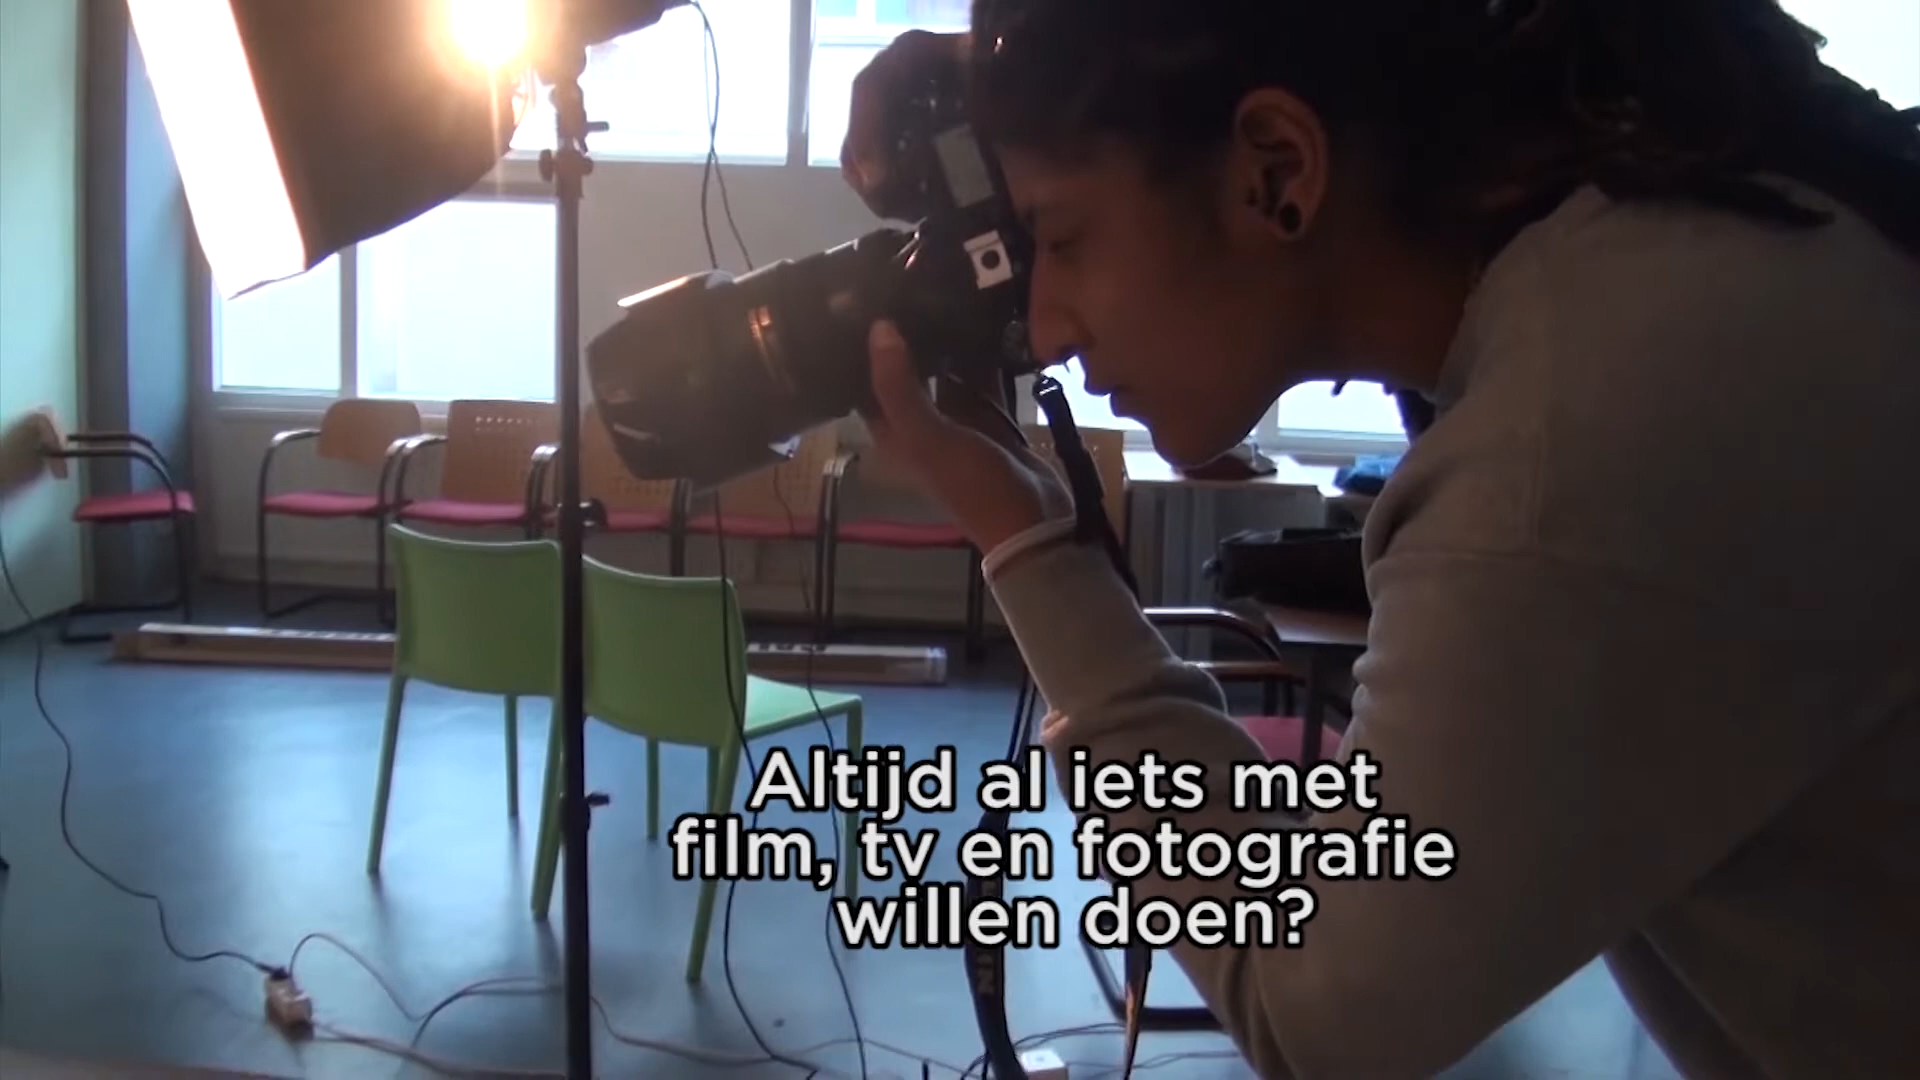 Altijd al iets met
film, tv en fotografie
willen doen?